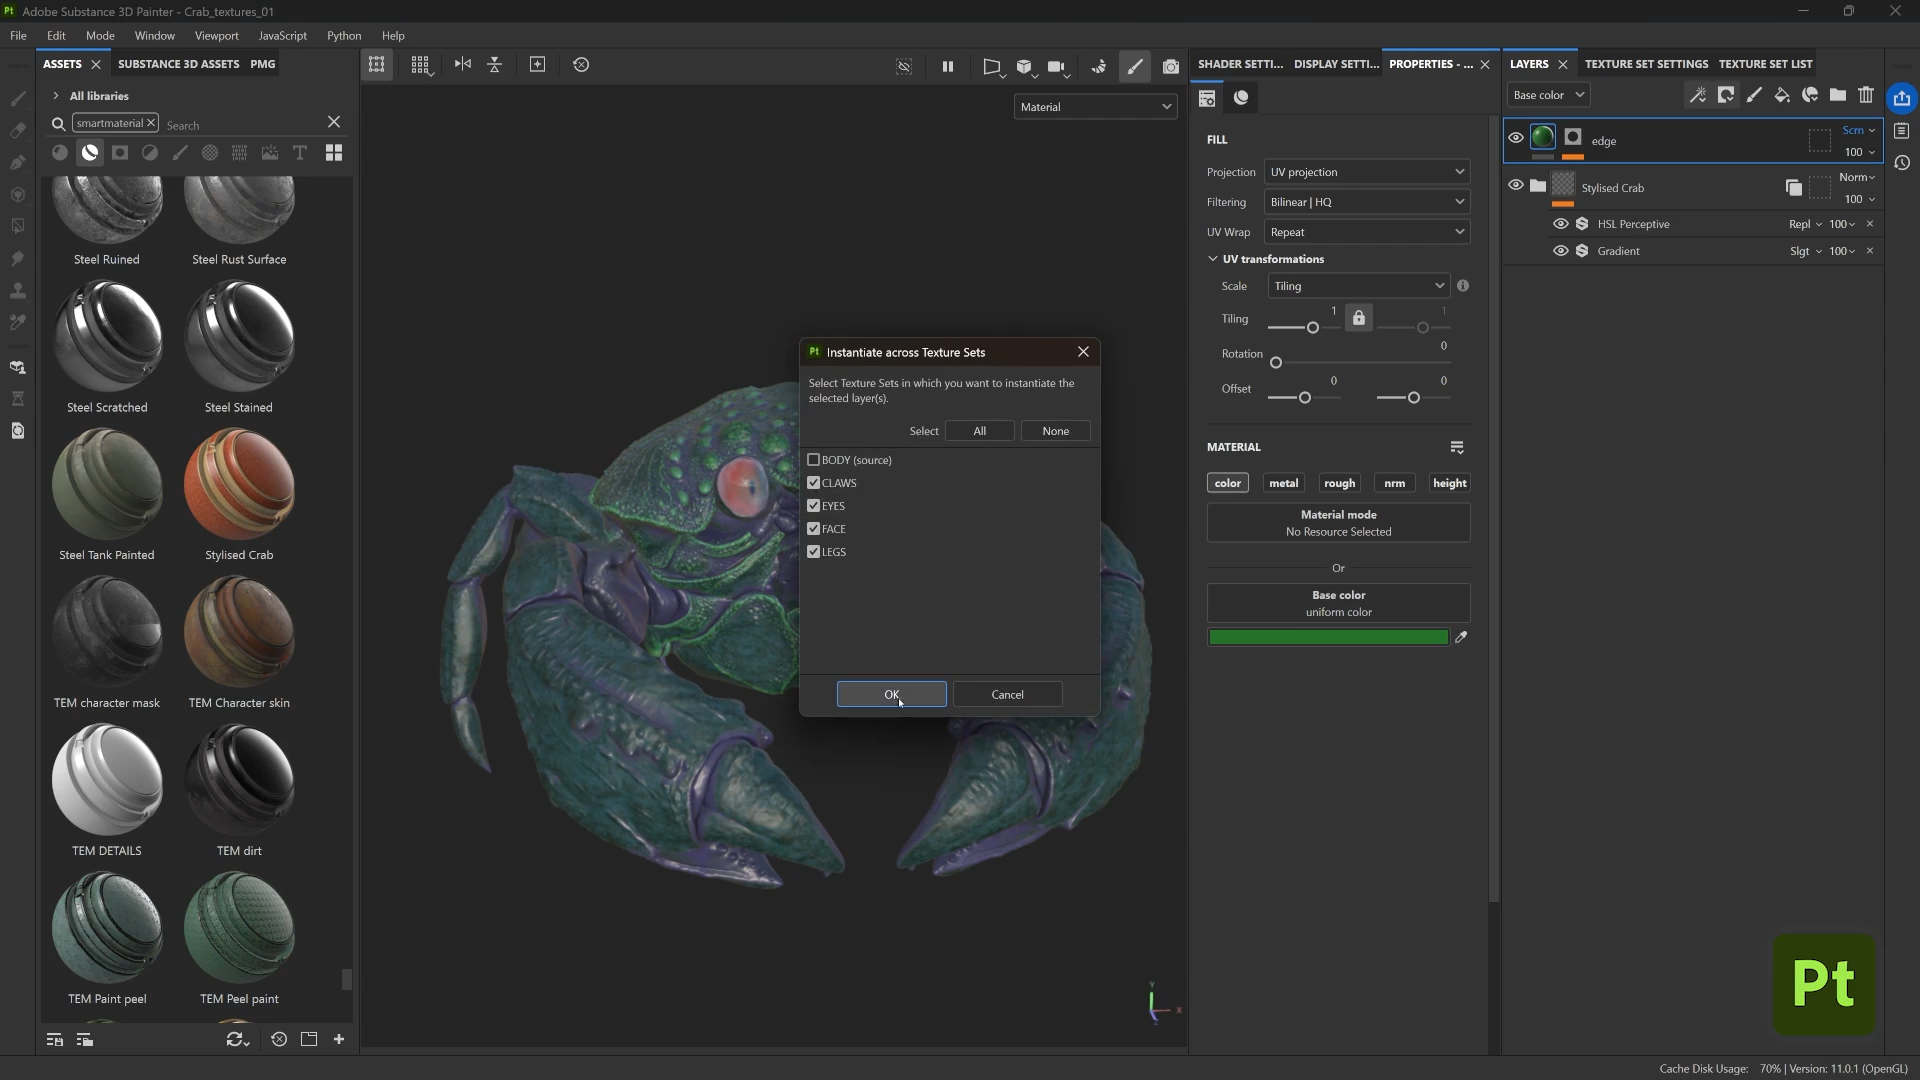 Pt Adobe Substance 3D Painter - Crab_textures_01
File Edit Mode Window Viewport JavaScript Python Help
ASSETS SUBSTANCE 3D ASSETS PMG
All libraries
smartmaterial Search
Steel Ruined Steel Rust Surface
Steel Scratched Steel Stained
Steel Tank Painted Stylised Crab
TEM character mask TEM Character skin
TEM DETAILS TEM dirt
TEM Paint peel TEM Peel paint
Material
Pt Instantiate across Texture Sets
Select Texture Sets in which you want to instantiate the
selected layer(s).
Select All None
BODY (source)
CLAWS
EYES
FACE
LEGS
OK Cancel
Y
X
Z
SHADER SETTI... DISPLAY SETTI... PROPERTIES - ...
FILL
Projection UV projection
Filtering Bilinear | HQ
UV Wrap Repeat
UV transformations
Scale Tiling
Tiling 1 1
Rotation 0
Offset 0 0
MATERIAL
color metal rough nrm height
Material mode
No Resource Selected
Or
Base color
uniform color
LAYERS TEXTURE SET SETTINGS TEXTURE SET LIST
Base color
edge Scrn 100
Stylised Crab Norm 100
HSL Perceptive Repl 100
Gradient Slgt 100
Pt
Cache Disk Usage: 70% | Version: 11.0.1 (OpenGL)